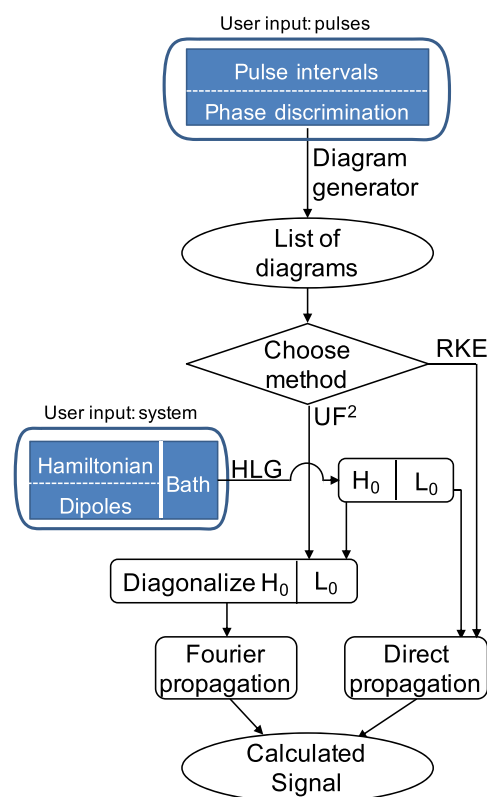 User input: pulses
Pulse intervals
Phase discrimination
Diagram
generator
List of
diagrams
Choose
method
RKE
UF²
User input: system
Hamiltonian
Dipoles
Bath
HLG
H₀ L₀
Diagonalize H₀ L₀
Fourier
propagation
Direct
propagation
Calculated
Signal